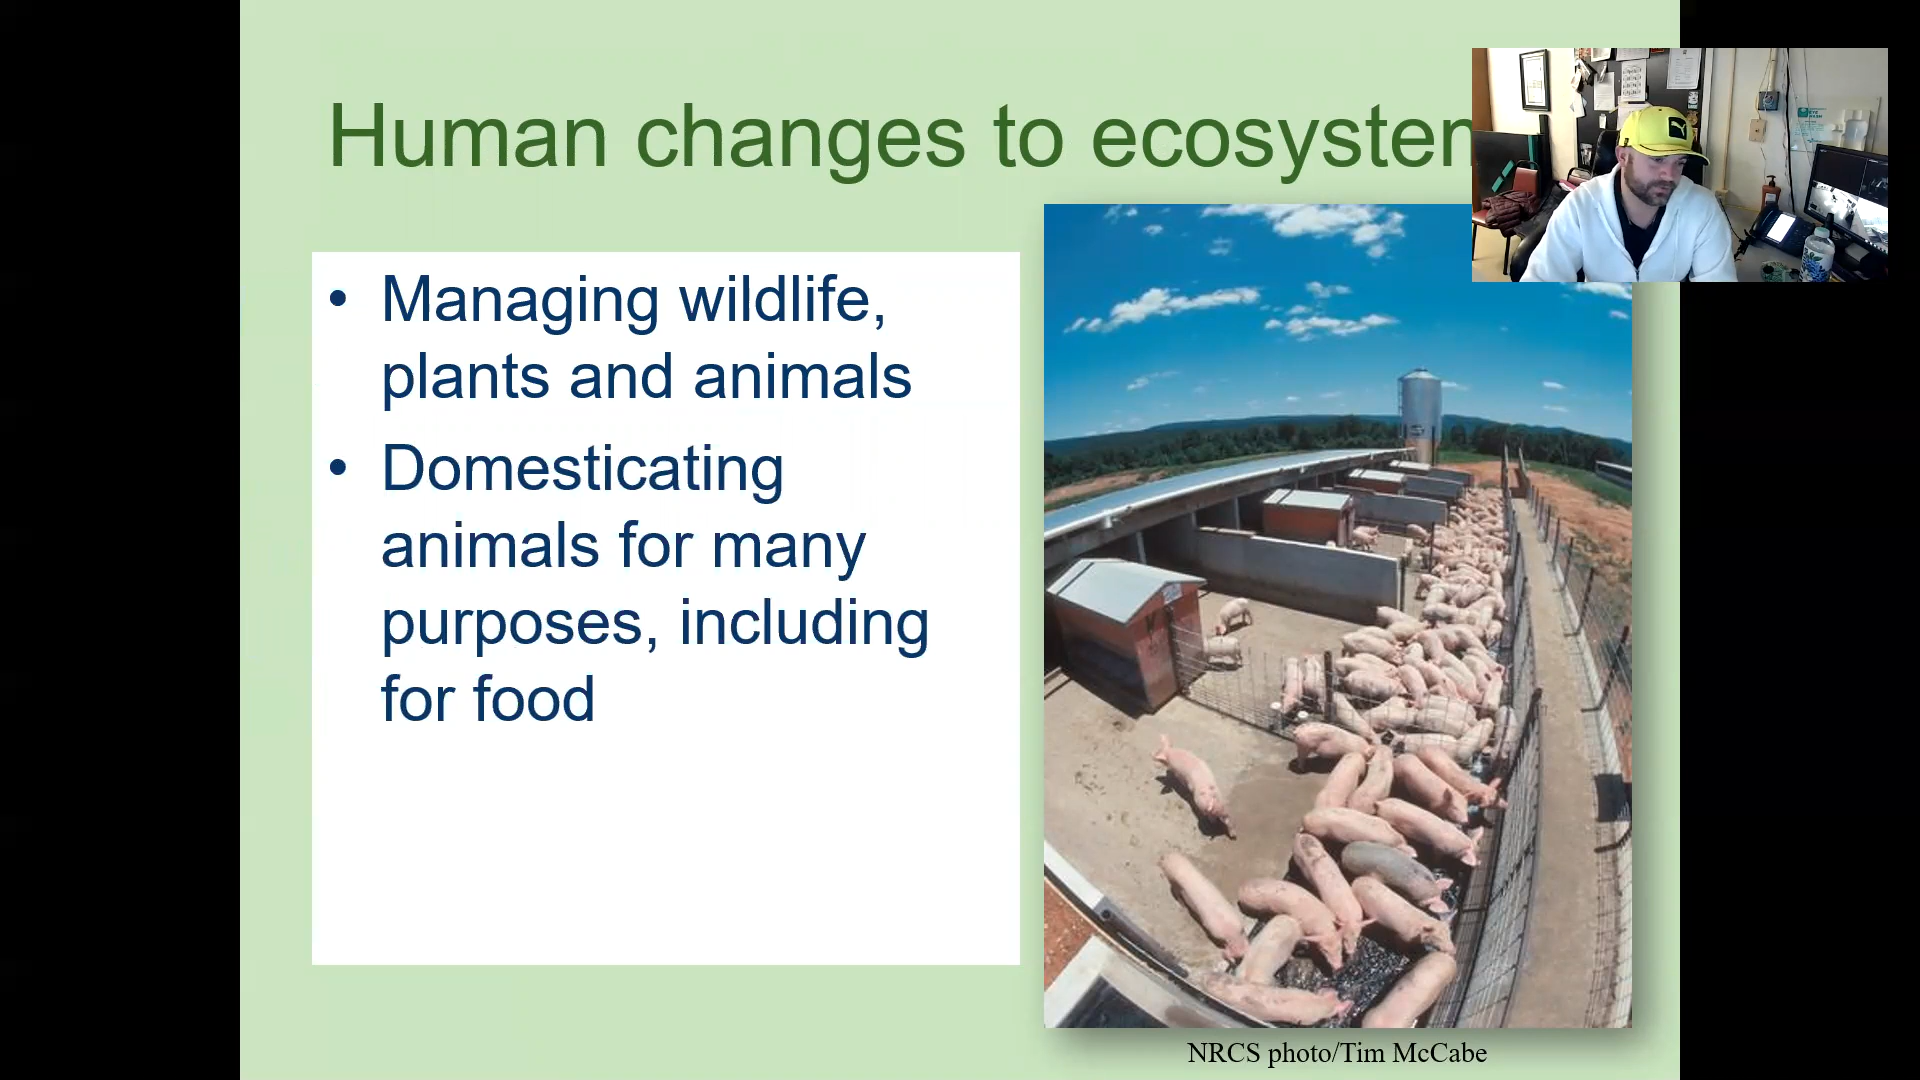 Human changes to ecosystem
• Managing wildlife,
plants and animals
• Domesticating
animals for many
purposes, including
for food
NRCS photo/Tim McCabe